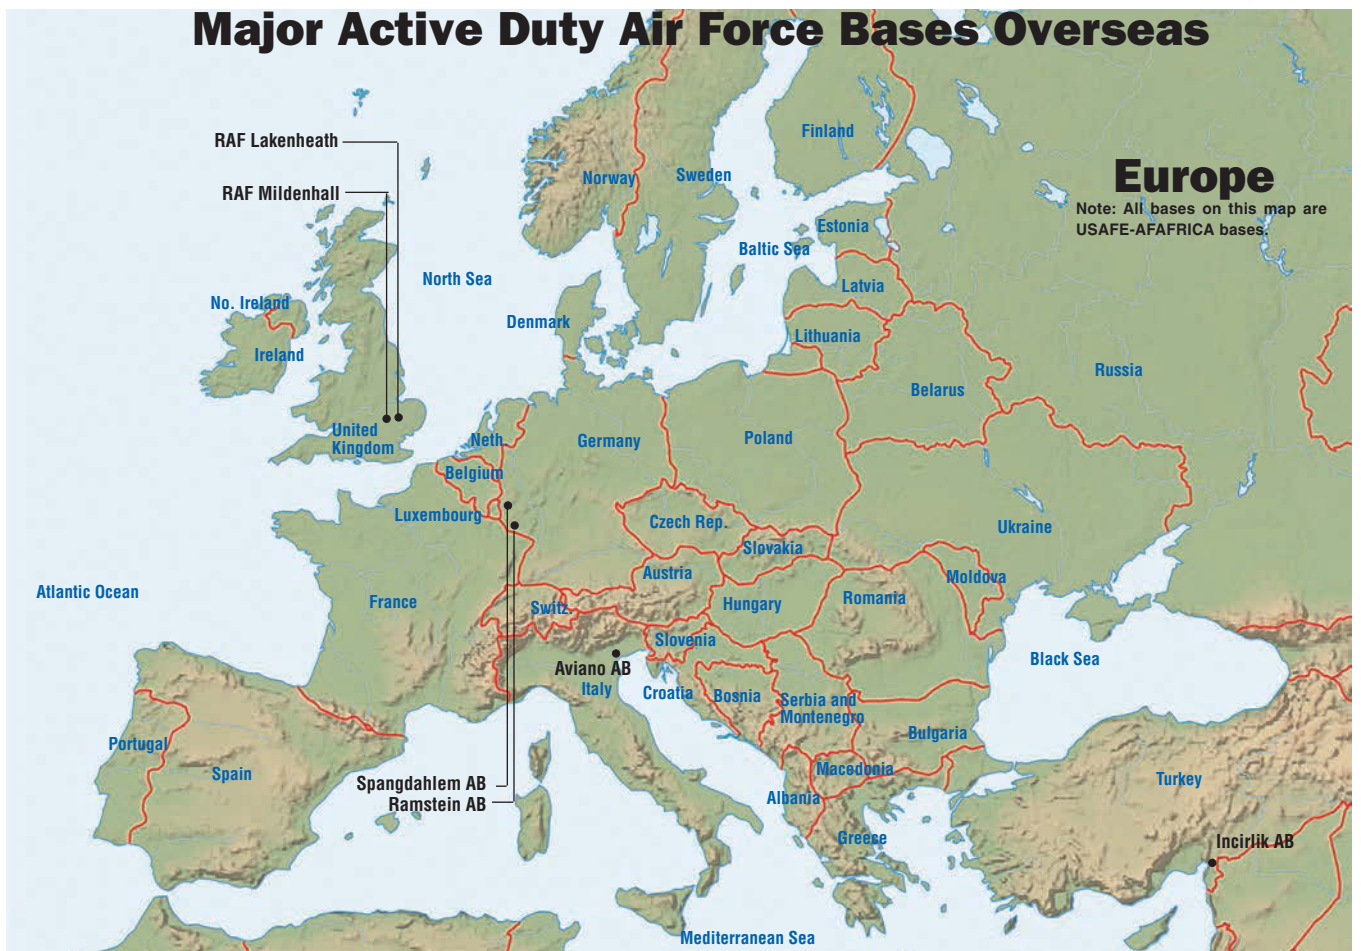 Major Active Duty Air Force Bases Overseas
Europe
Note: All bases on this map are
USAFE-AFAFRICA bases.
RAF Lakenheath
RAF Mildenhall
Finland
Norway
Sweden
Estonia
Baltic Sea
North Sea
Latvia
No. Ireland
Denmark
Lithuania
Ireland
Russia
Belarus
United
Kingdom
Neth.
Germany
Poland
Belgium
Luxembourg
Czech Rep.
Ukraine
Slovakia
Austria
Moldova
Atlantic Ocean
France
Switz.
Hungary
Romania
Slovenia
Black Sea
Aviano AB
Italy
Croatia
Bosnia
Serbia and
Montenegro
Bulgaria
Portugal
Spain
Macedonia
Turkey
Spangdahlem AB
Ramstein AB
Albania
Greece
Incirlik AB
Mediterranean Sea